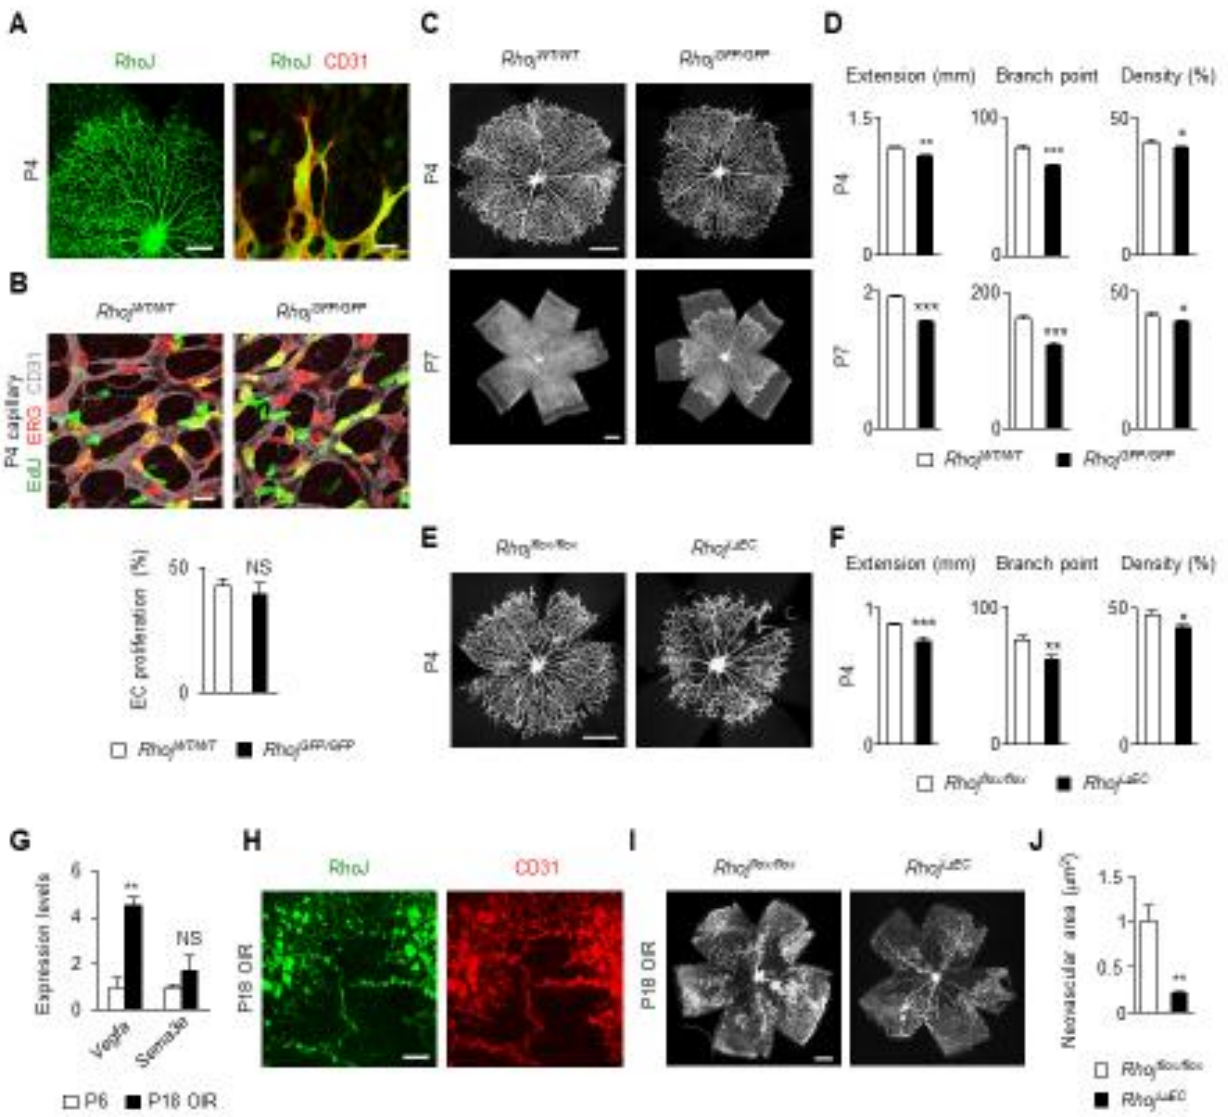 A
RhoJ
RhoJ CD31
P4
B
Rhoj^WT/WT
Rhoj^GFP/GFP
P4 capillary
EdU ERG CD31
EC proliferation (%)
50
0
NS
Rhoj^WT/WT
Rhoj^GFP/GFP
C
Rhoj^WT/WT
Rhoj^GFP/GFP
P4
P7
D
Extension (mm)
Branch point
Density (%)
P4
1.5
0
**
100
0
***
50
0
*
P7
2
0
***
200
0
***
50
0
*
Rhoj^WT/WT
Rhoj^GFP/GFP
E
Rhoj^flox/flox
Rhoj^iΔEC
P4
F
Extension (mm)
Branch point
Density (%)
P4
1
0
***
100
0
**
50
0
*
Rhoj^flox/flox
Rhoj^iΔEC
G
Expression levels
6
4
2
0
**
NS
Vegfa
Sema3e
P6
P18 OIR
H
RhoJ
CD31
P18 OIR
I
Rhoj^flox/flox
Rhoj^iΔEC
P18 OIR
J
Neovascular area (μm²)
1.5
1
0.5
0
**
Rhoj^flox/flox
Rhoj^iΔEC